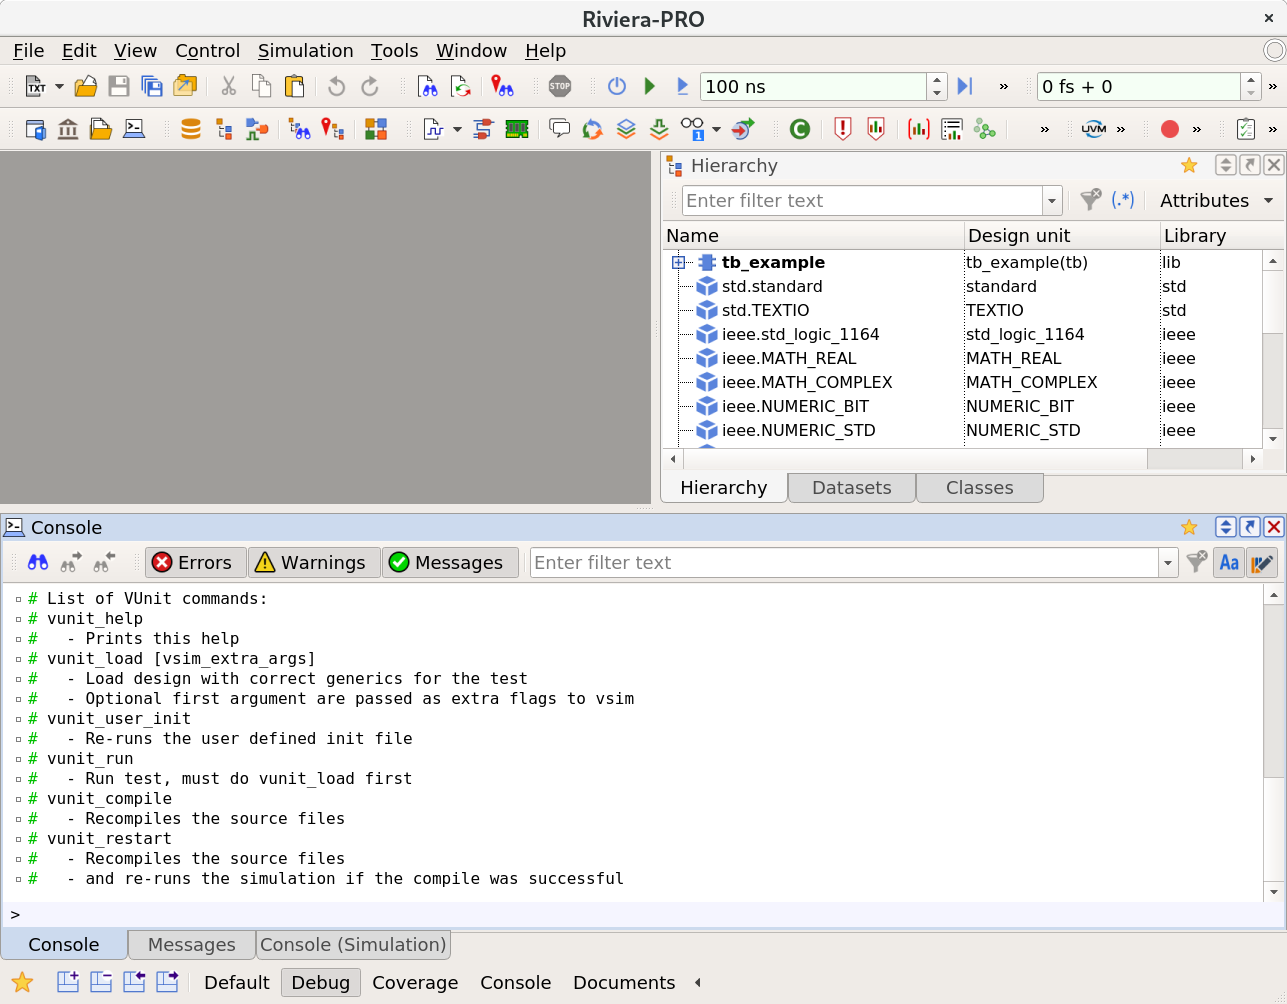 Riviera-PRO
File Edit View Control Simulation Tools Window Help
TXT STOP 100 ns » 0 fs + 0 »
1 C » UVM » » »
Hierarchy
Enter filter text (.*) Attributes
Name Design unit Library
tb_example tb_example(tb) lib
std.standard standard std
std.TEXTIO TEXTIO std
ieee.std_logic_1164 std_logic_1164 ieee
ieee.MATH_REAL MATH_REAL ieee
ieee.MATH_COMPLEX MATH_COMPLEX ieee
ieee.NUMERIC_BIT NUMERIC_BIT ieee
ieee.NUMERIC_STD NUMERIC_STD ieee
Hierarchy Datasets Classes
Console
Errors Warnings Messages Enter filter text Aa
# List of VUnit commands:
# vunit_help
#   - Prints this help
# vunit_load [vsim_extra_args]
#   - Load design with correct generics for the test
#   - Optional first argument are passed as extra flags to vsim
# vunit_user_init
#   - Re-runs the user defined init file
# vunit_run
#   - Run test, must do vunit_load first
# vunit_compile
#   - Recompiles the source files
# vunit_restart
#   - Recompiles the source files
#   - and re-runs the simulation if the compile was successful
>
Console Messages Console (Simulation)
Default Debug Coverage Console Documents